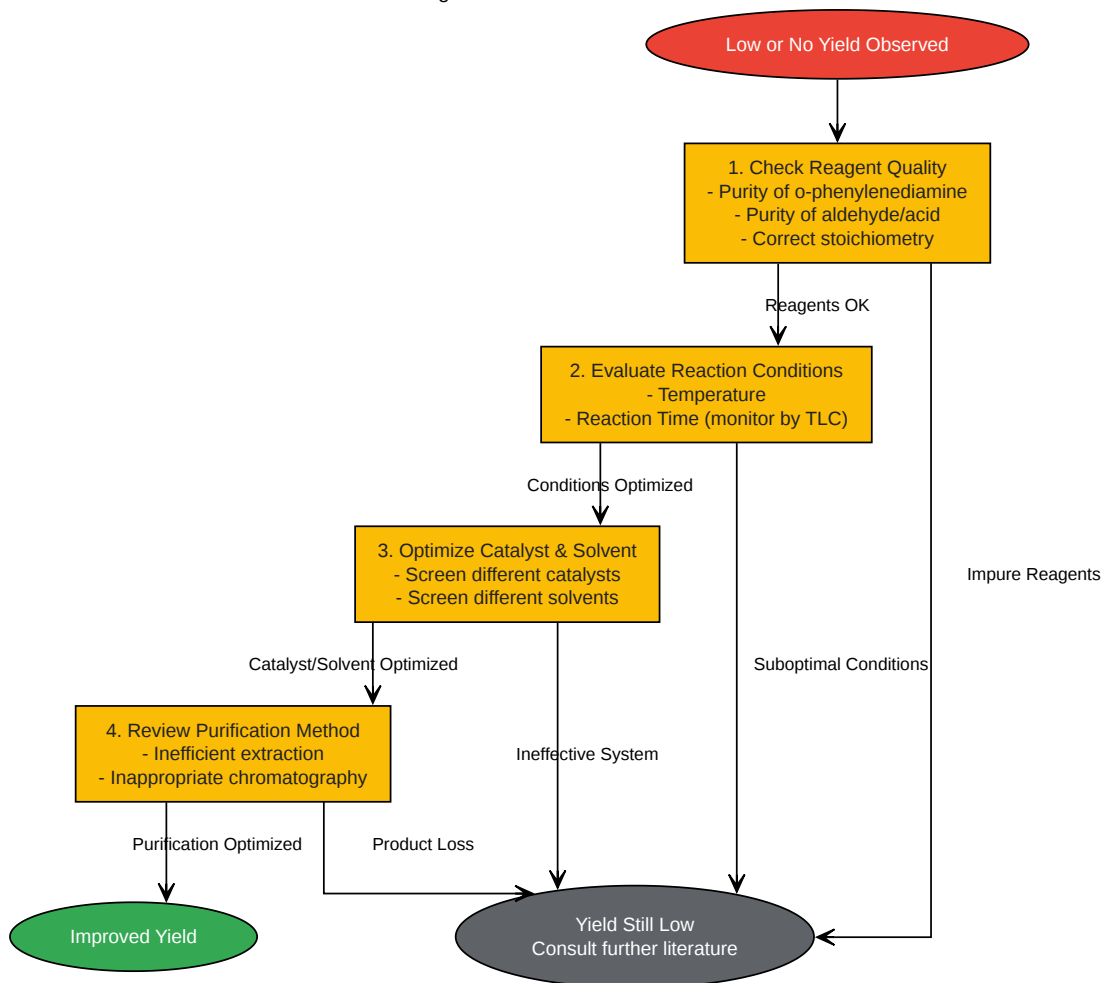 Low or No Yield Observed
1. Check Reagent Quality
- Purity of o-phenylenediamine
- Purity of aldehyde/acid
- Correct stoichiometry
Reagents OK
2. Evaluate Reaction Conditions
- Temperature
- Reaction Time (monitor by TLC)
Conditions Optimized
3. Optimize Catalyst & Solvent
- Screen different catalysts
- Screen different solvents
Impure Reagents
Catalyst/Solvent Optimized
Suboptimal Conditions
4. Review Purification Method
- Inefficient extraction
- Inappropriate chromatography
Ineffective System
Purification Optimized
Product Loss
Improved Yield
Yield Still Low
Consult further literature